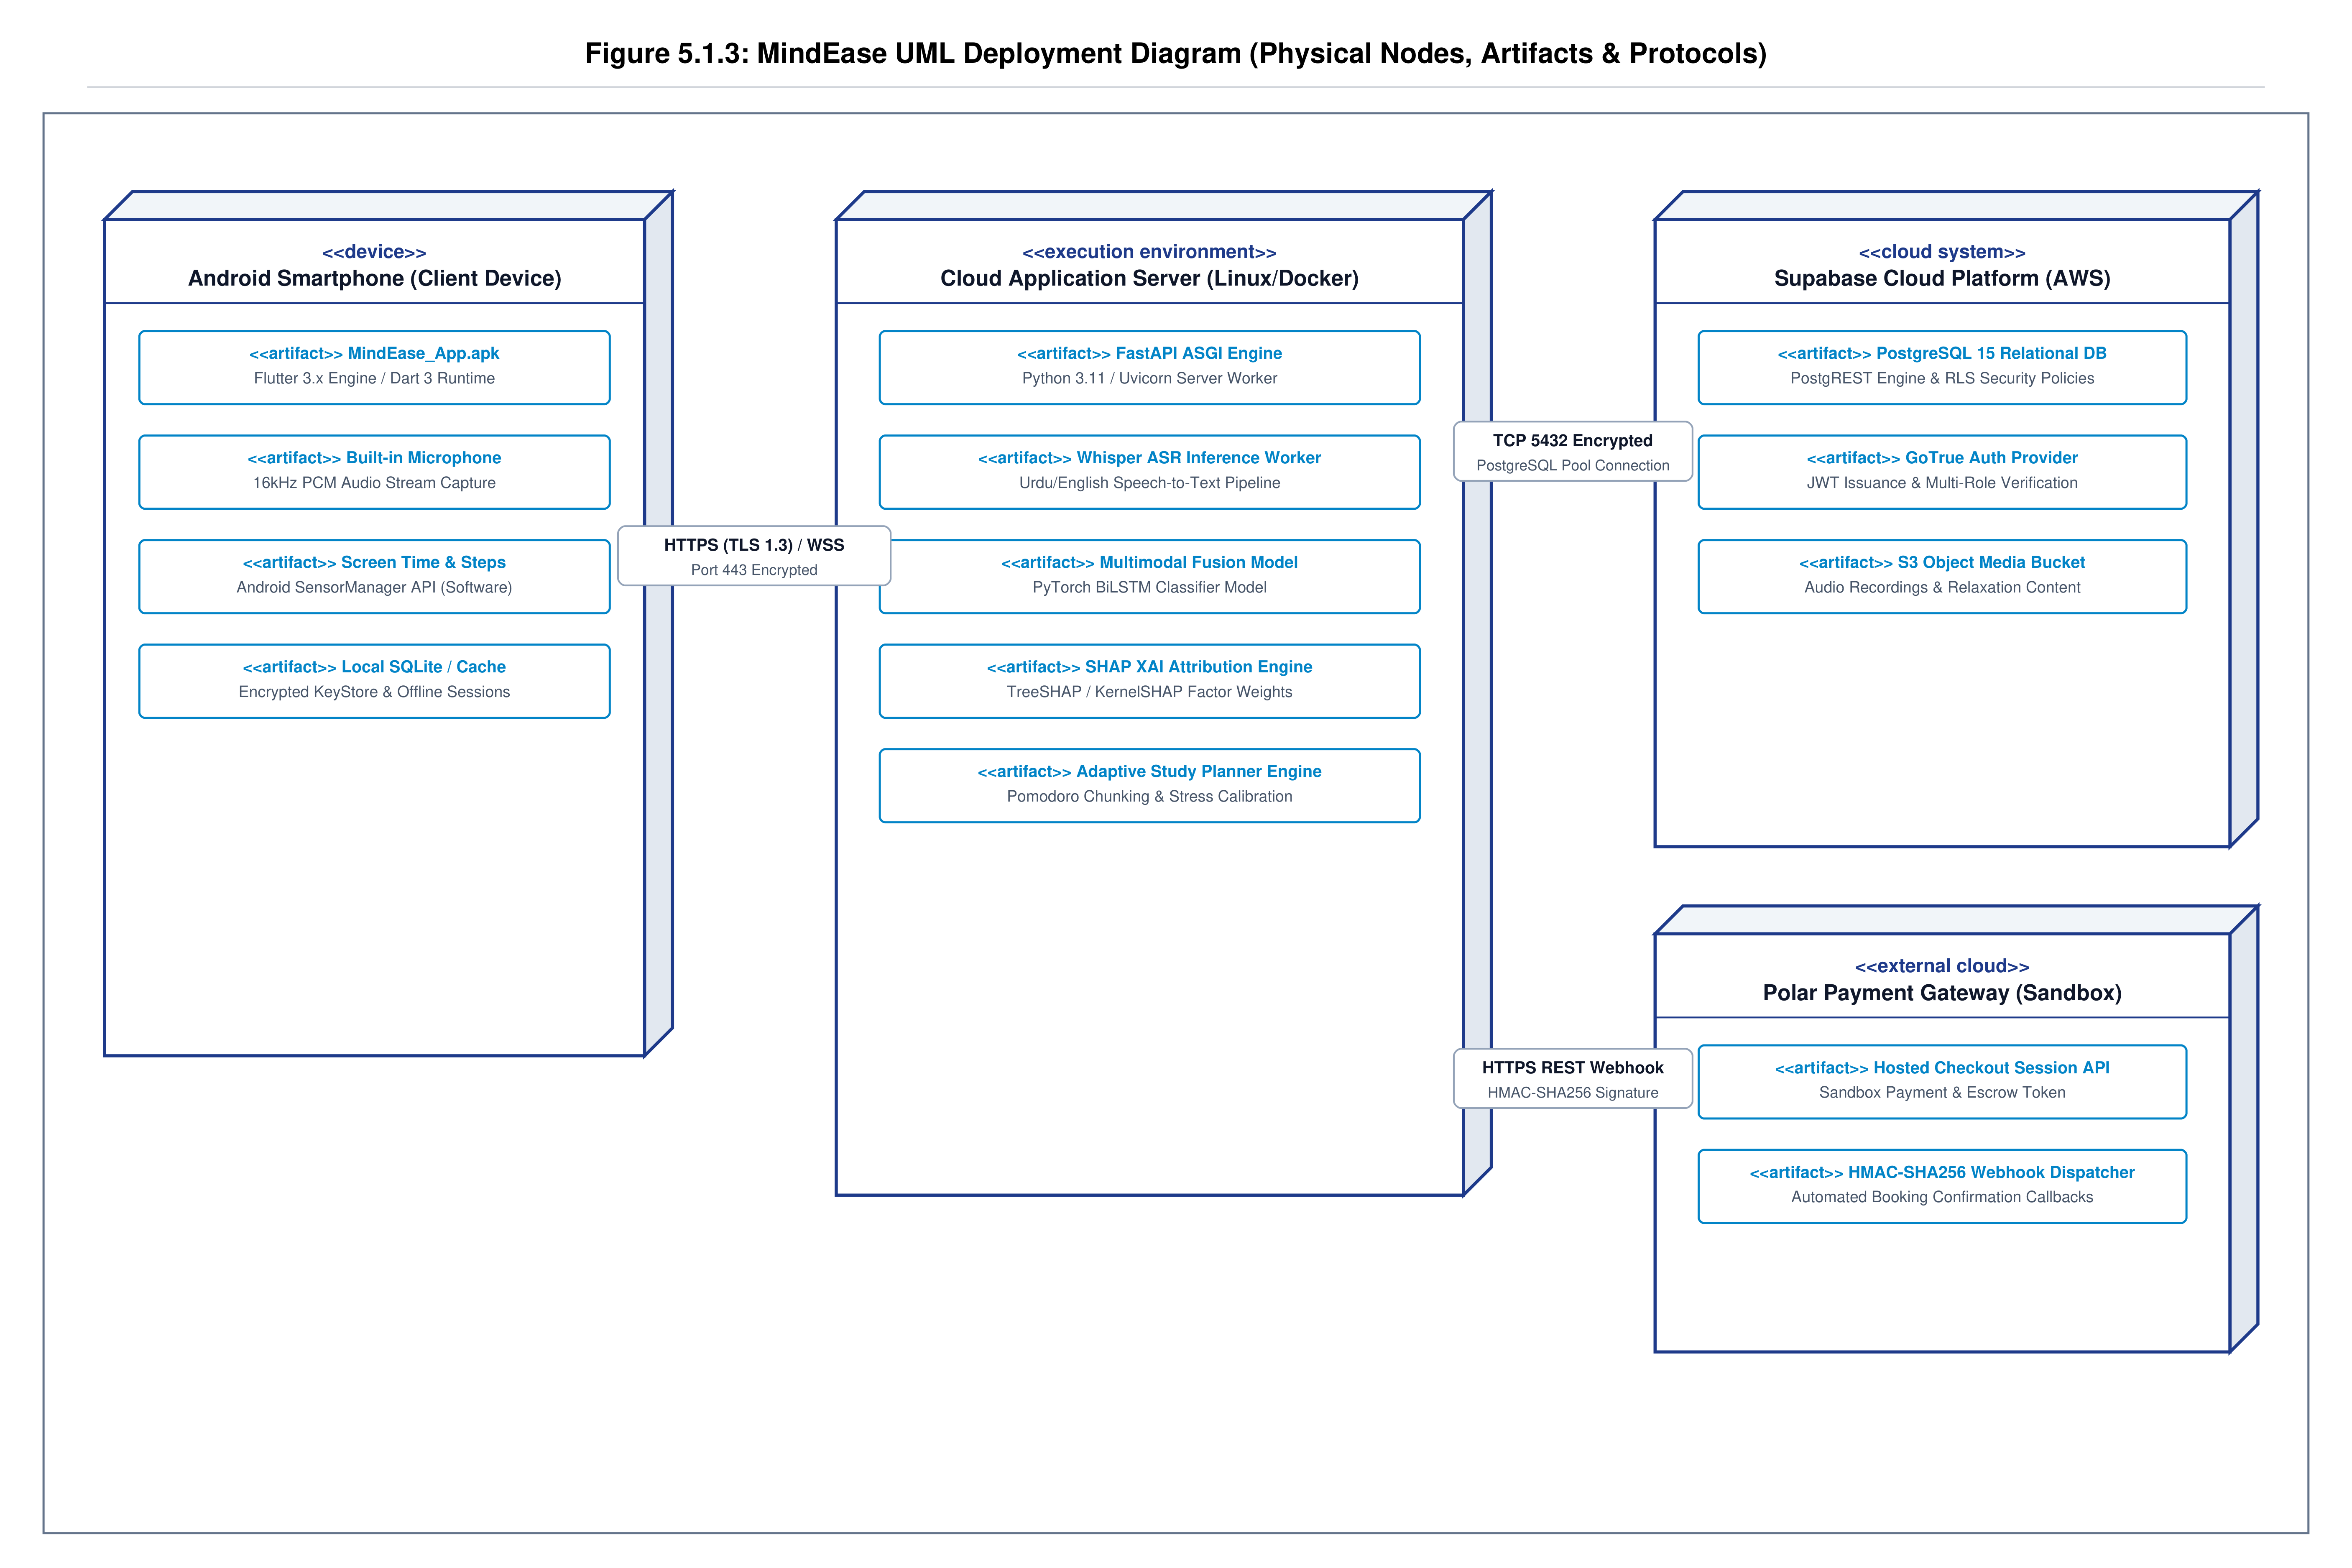 Figure 5.1.3: MindEase UML Deployment Diagram (Physical Nodes, Artifacts & Protocols)
<<device>>
Android Smartphone (Client Device)
<<artifact>> MindEase_App.apk
Flutter 3.x Engine / Dart 3 Runtime
<<artifact>> Built-in Microphone
16kHz PCM Audio Stream Capture
<<artifact>> Screen Time & Steps
Android SensorManager API (Software)
<<artifact>> Local SQLite / Cache
Encrypted KeyStore & Offline Sessions
HTTPS (TLS 1.3) / WSS
Port 443 Encrypted
<<execution environment>>
Cloud Application Server (Linux/Docker)
<<artifact>> FastAPI ASGI Engine
Python 3.11 / Uvicorn Server Worker
<<artifact>> Whisper ASR Inference Worker
Urdu/English Speech-to-Text Pipeline
<<artifact>> Multimodal Fusion Model
PyTorch BiLSTM Classifier Model
<<artifact>> SHAP XAI Attribution Engine
TreeSHAP / KernelSHAP Factor Weights
<<artifact>> Adaptive Study Planner Engine
Pomodoro Chunking & Stress Calibration
TCP 5432 Encrypted
PostgreSQL Pool Connection
<<cloud system>>
Supabase Cloud Platform (AWS)
<<artifact>> PostgreSQL 15 Relational DB
PostgREST Engine & RLS Security Policies
<<artifact>> GoTrue Auth Provider
JWT Issuance & Multi-Role Verification
<<artifact>> S3 Object Media Bucket
Audio Recordings & Relaxation Content
HTTPS REST Webhook
HMAC-SHA256 Signature
<<external cloud>>
Polar Payment Gateway (Sandbox)
<<artifact>> Hosted Checkout Session API
Sandbox Payment & Escrow Token
<<artifact>> HMAC-SHA256 Webhook Dispatcher
Automated Booking Confirmation Callbacks